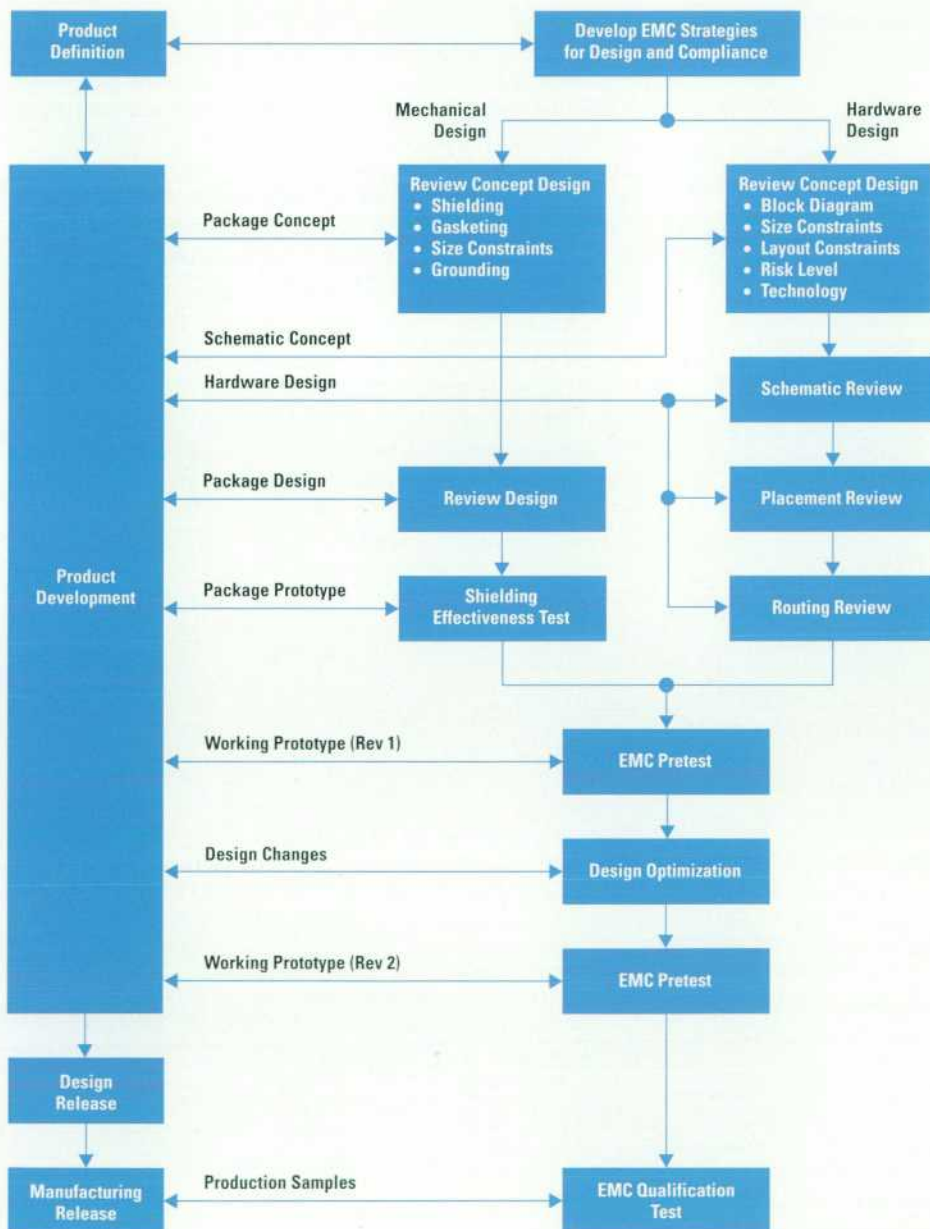 Product
Definition
Develop EMC Strategies
for Design and Compliance
Mechanical
Design
Hardware
Design
Review Concept Design
• Shielding
• Gasketing
• Size Constraints
• Grounding
Review Concept Design
• Block Diagram
• Size Constraints
• Layout Constraints
• Risk Level
• Technology
Package Concept
Schematic Concept
Hardware Design
Schematic Review
Package Design
Review Design
Placement Review
Product
Development
Package Prototype
Shielding
Effectiveness Test
Routing Review
Working Prototype (Rev 1)
EMC Pretest
Design Changes
Design Optimization
Working Prototype (Rev 2)
EMC Pretest
Design
Release
Manufacturing
Release
Production Samples
EMC Qualification
Test